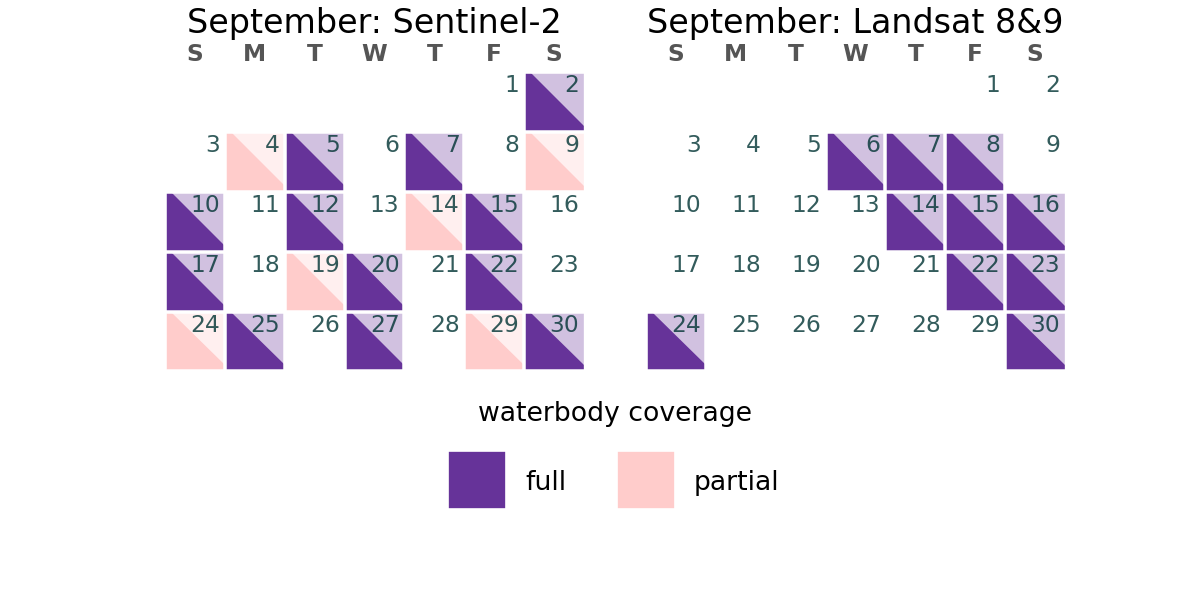 September: Sentinel-2
S M T W T F S
1 2
3 4 5 6 7 8 9
10 11 12 13 14 15 16
17 18 19 20 21 22 23
24 25 26 27 28 29 30
September: Landsat 8&9
S M T W T F S
1 2
3 4 5 6 7 8 9
10 11 12 13 14 15 16
17 18 19 20 21 22 23
24 25 26 27 28 29 30
waterbody coverage
full partial